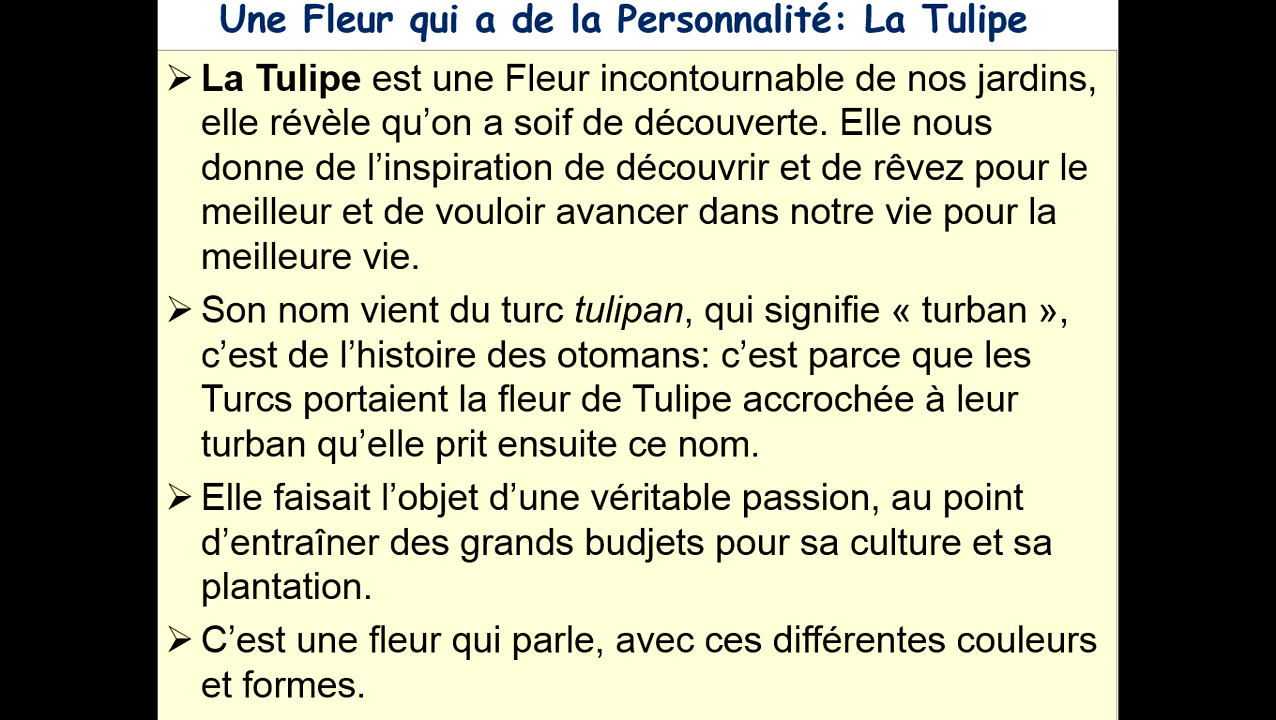 Une Fleur qui a de la Personnalité: La Tulipe
➢ La Tulipe est une Fleur incontournable de nos jardins,
elle révèle qu’on a soif de découverte. Elle nous
donne de l’inspiration de découvrir et de rêvez pour le
meilleur et de vouloir avancer dans notre vie pour la
meilleure vie.
➢ Son nom vient du turc tulipan, qui signifie « turban »,
c’est de l’histoire des otomans: c’est parce que les
Turcs portaient la fleur de Tulipe accrochée à leur
turban qu’elle prit ensuite ce nom.
➢ Elle faisait l’objet d’une véritable passion, au point
d’entraîner des grands budjets pour sa culture et sa
plantation.
➢ C’est une fleur qui parle, avec ces différentes couleurs
et formes.